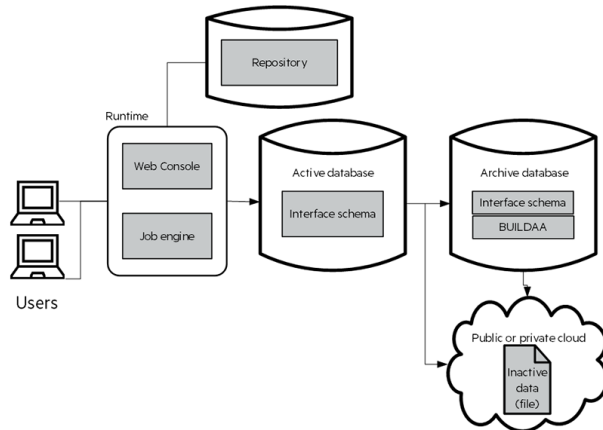 Repository
Runtime
Web Console
Job engine
Users
Active database
Interface schema
Archive database
Interface schema
BUILDAA
Public or private cloud
Inactive
data
(file)